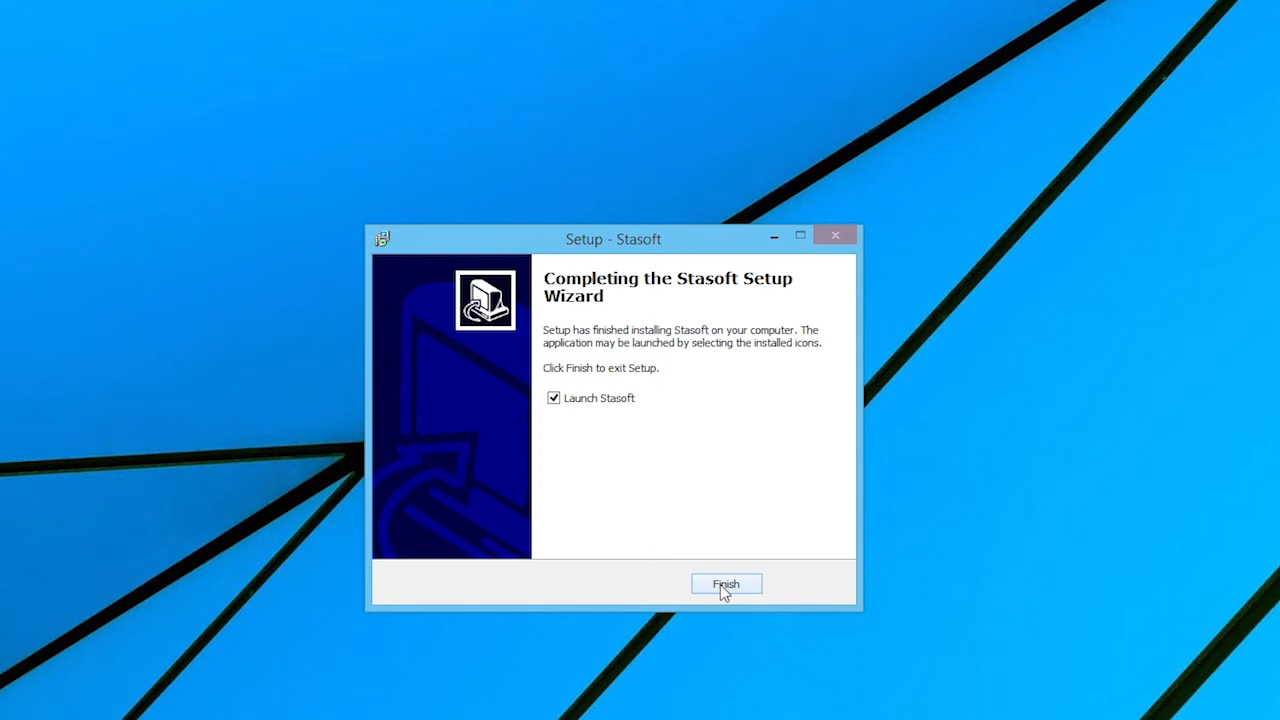 Setup - Stasoft
Completing the Stasoft Setup
Wizard
Setup has finished installing Stasoft on your computer. The
application may be launched by selecting the installed icons.
Click Finish to exit Setup.
Launch Stasoft
Finish